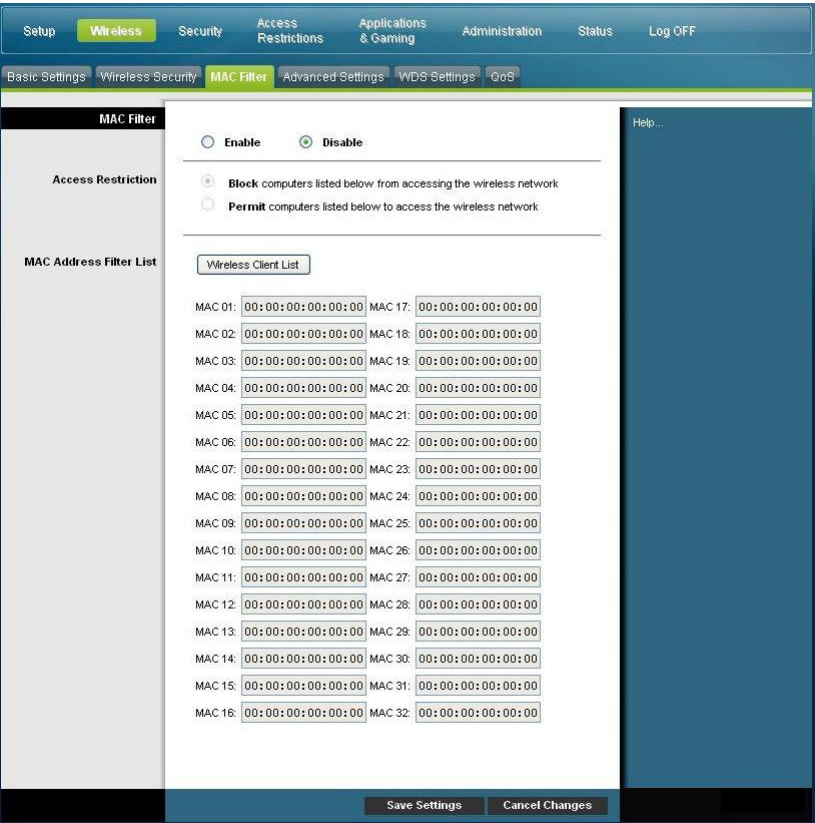 Setup Wireless Security Access Restrictions Applications & Gaming Administration Status Log OFF
Basic Settings Wireless Security MAC Filter Advanced Settings WDS Settings QoS
MAC Filter
Help...
Enable Disable
Access Restriction
Block computers listed below from accessing the wireless network
Permit computers listed below to access the wireless network
MAC Address Filter List
Wireless Client List
MAC 01: 00:00:00:00:00:00 MAC 17: 00:00:00:00:00:00
MAC 02: 00:00:00:00:00:00 MAC 18: 00:00:00:00:00:00
MAC 03: 00:00:00:00:00:00 MAC 19: 00:00:00:00:00:00
MAC 04: 00:00:00:00:00:00 MAC 20: 00:00:00:00:00:00
MAC 05: 00:00:00:00:00:00 MAC 21: 00:00:00:00:00:00
MAC 06: 00:00:00:00:00:00 MAC 22: 00:00:00:00:00:00
MAC 07: 00:00:00:00:00:00 MAC 23: 00:00:00:00:00:00
MAC 08: 00:00:00:00:00:00 MAC 24: 00:00:00:00:00:00
MAC 09: 00:00:00:00:00:00 MAC 25: 00:00:00:00:00:00
MAC 10: 00:00:00:00:00:00 MAC 26: 00:00:00:00:00:00
MAC 11: 00:00:00:00:00:00 MAC 27: 00:00:00:00:00:00
MAC 12: 00:00:00:00:00:00 MAC 28: 00:00:00:00:00:00
MAC 13: 00:00:00:00:00:00 MAC 29: 00:00:00:00:00:00
MAC 14: 00:00:00:00:00:00 MAC 30: 00:00:00:00:00:00
MAC 15: 00:00:00:00:00:00 MAC 31: 00:00:00:00:00:00
MAC 16: 00:00:00:00:00:00 MAC 32: 00:00:00:00:00:00
Save Settings Cancel Changes